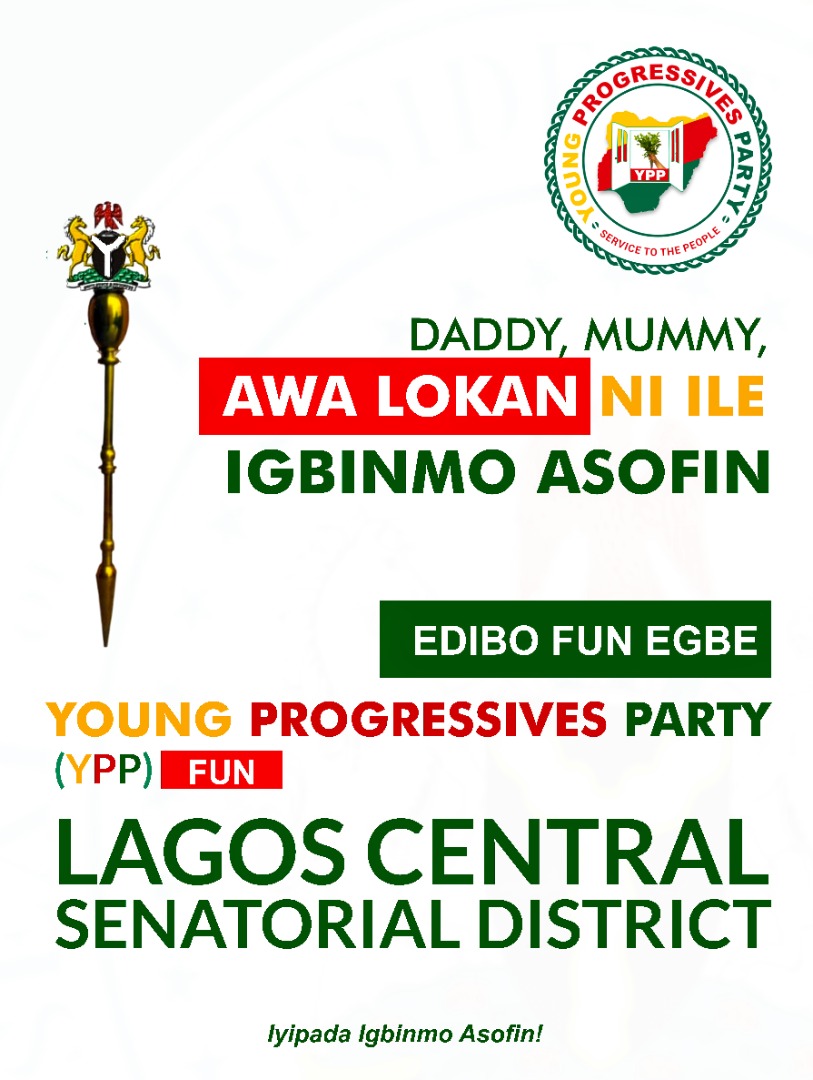 YOUNG PROGRESSIVES PARTY
YPP
SERVICE TO THE PEOPLE
DADDY, MUMMY,
AWA LOKAN NI ILE
IGBINMO ASOFIN
EDIBO FUN EGBE
YOUNG PROGRESSIVES PARTY
(YPP) FUN
LAGOS CENTRAL
SENATORIAL DISTRICT
Iyipada Igbinmo Asofin!